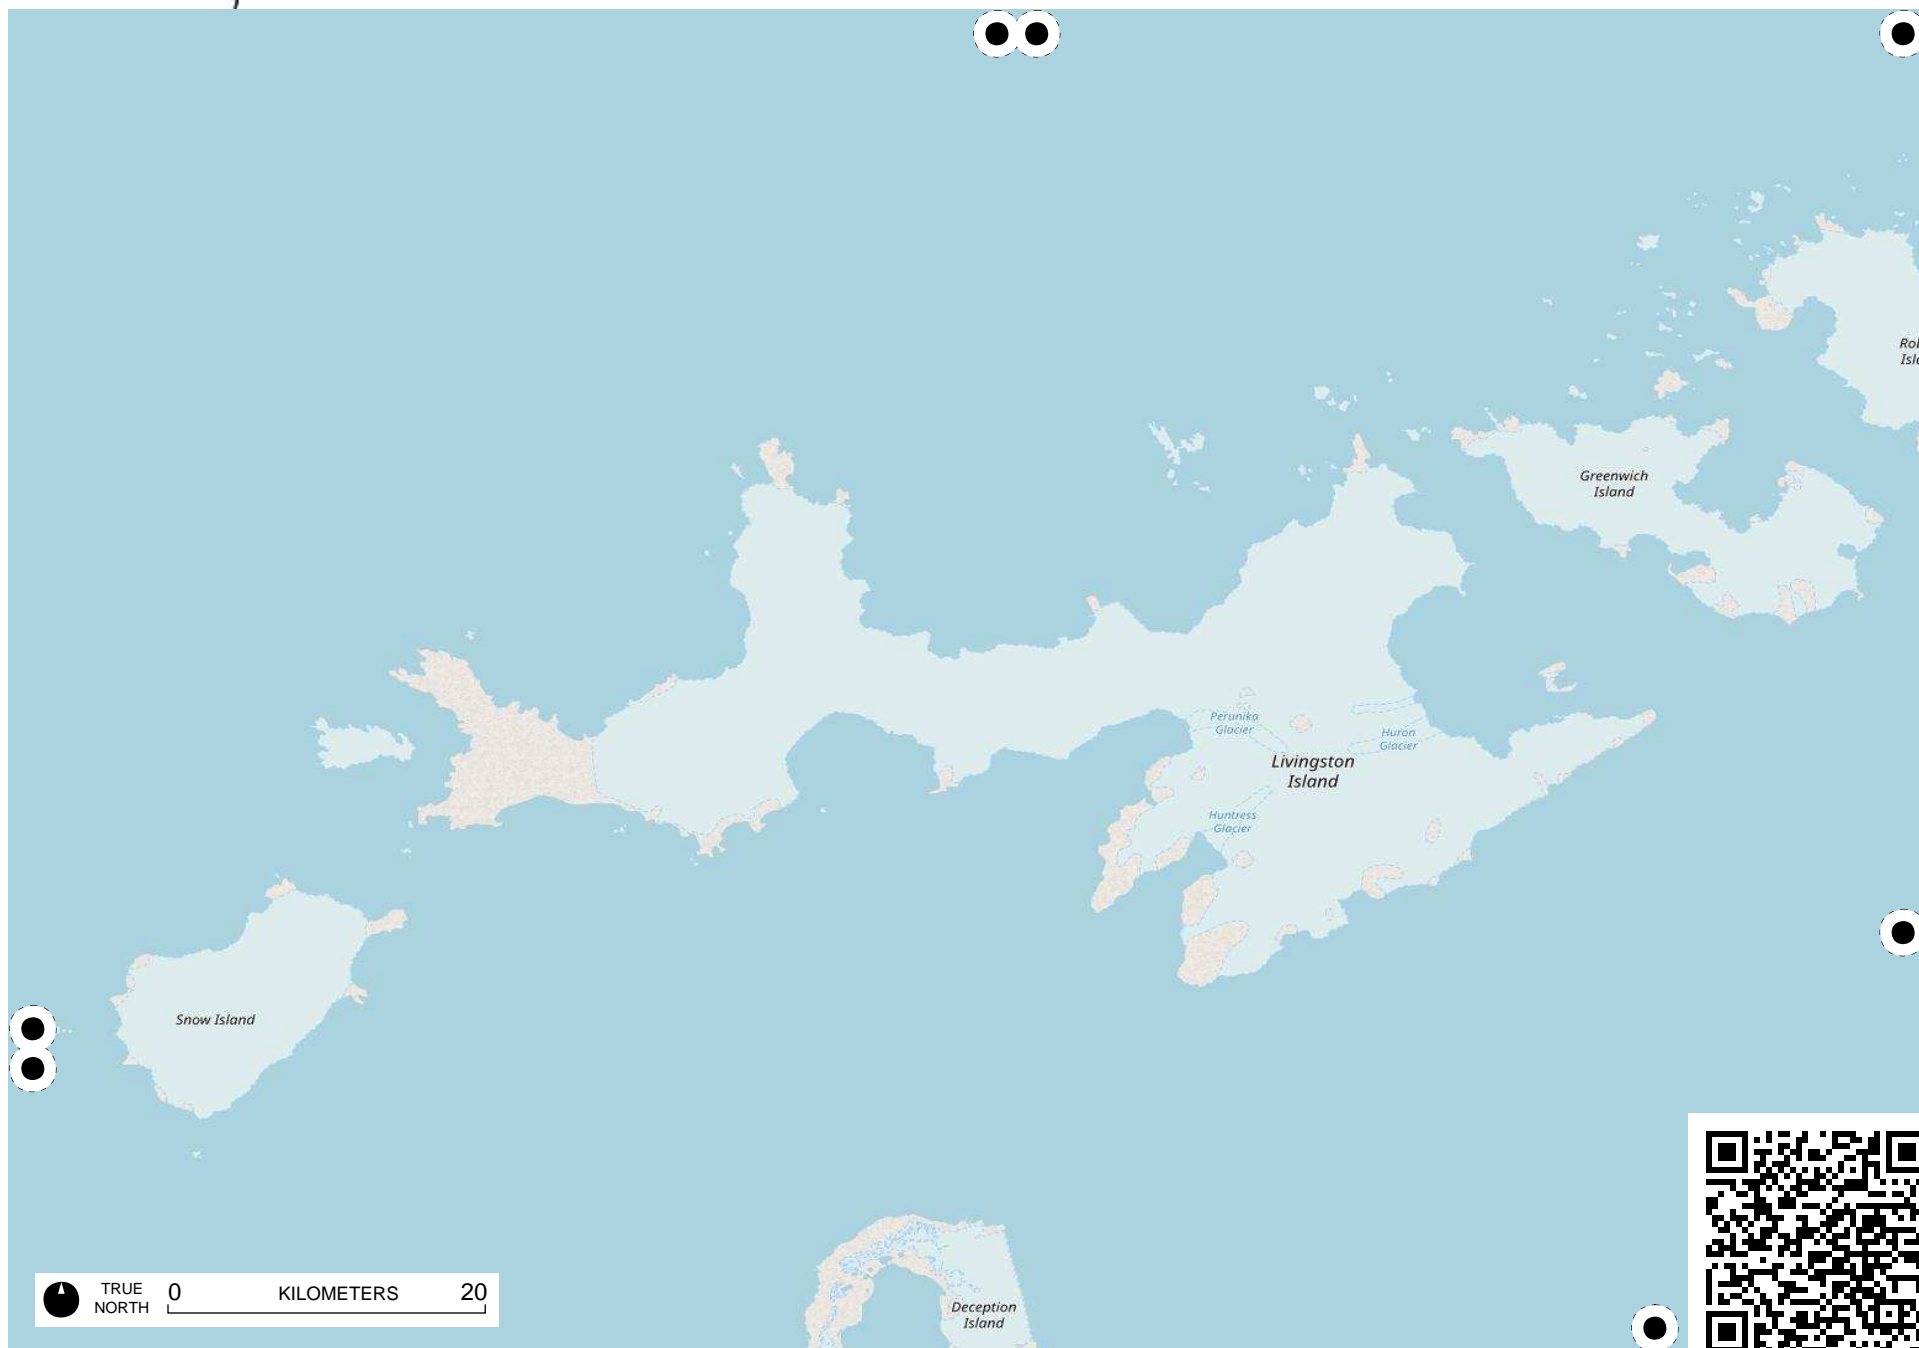 Greenwich
Island
Perunika
Glacier
Huron
Glacier
Livingston
Island
Huntress
Glacier
Snow Island
Deception
Island
TRUE
NORTH
0 KILOMETERS 20